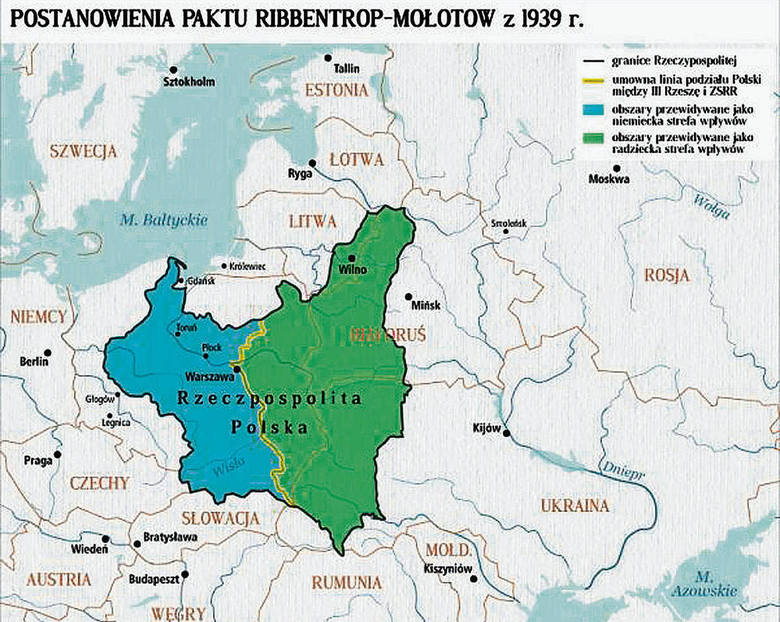 POSTANOWIENIA PAKTU RIBBENTROP-MOŁOTOW z 1939 r.
granice Rzeczypospolitej
umowna linia podziału Polski
między III Rzeszę i ZSRR
obszary przewidywane jako
niemiecka strefa wpływów
obszary przewidywane jako
radziecka strefa wpływów
Sztokholm
Tallin
ESTONIA
SZWECJA
ŁOTWA
Ryga
Moskwa
Wołga
M. Bałtyckie
LITWA
Smoleńsk
Wilno
Królewiec
Gdańsk
ROSJA
Mińsk
NIEMCY
Toruń
BIAŁORUŚ
Berlin
Płock
Warszawa
Głogów
Rzeczpospolita
Legnica
Polska
Kijów
Praga
Wisła
Dniepr
CZECHY
UKRAINA
SŁOWACJA
Wiedeń
Bratysława
MOŁD.
Kiszyniów
AUSTRIA
Budapeszt
RUMUNIA
M.
Azowskie
WĘGRY